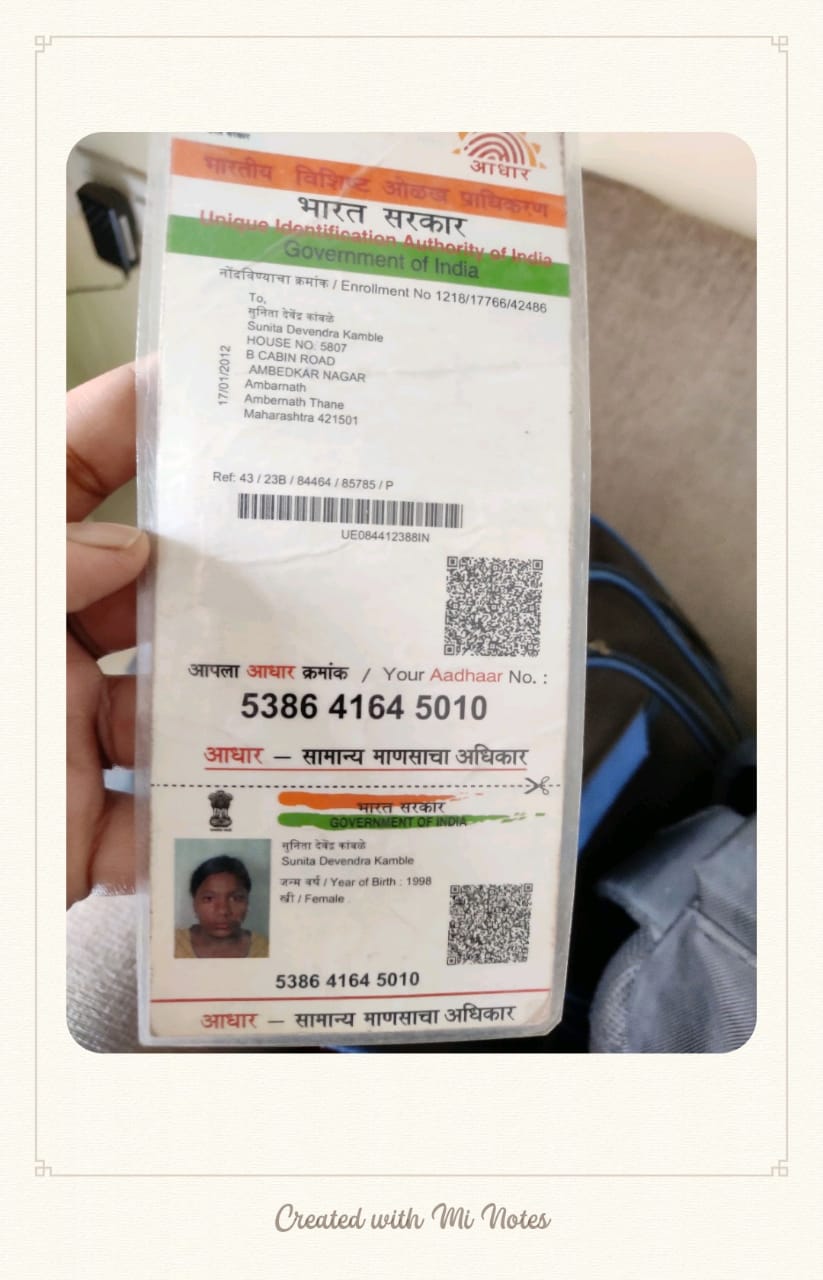 आधार
भारतीय विशिष्ट ओळख प्राधिकरण
भारत सरकार
Unique Identification Authority of India
Government of India
नोंदविण्याचा क्रमांक / Enrollment No 1218/17766/42486
To,
सुनिता देवेंद्र कांबळे
Sunita Devendra Kamble
HOUSE NO. 5807
B CABIN ROAD
AMBEDKAR NAGAR
Ambarnath
Ambernath Thane
Maharashtra 421501
17/01/2012
Ref: 43 / 23B / 84464 / 85785 / P
UE084412388IN
आपला आधार क्रमांक / Your Aadhaar No. :
5386 4164 5010
आधार — सामान्य माणसाचा अधिकार
भारत सरकार
GOVERNMENT OF INDIA
सुनिता देवेंद्र कांबळे
Sunita Devendra Kamble
जन्म वर्ष / Year of Birth : 1998
स्त्री / Female
5386 4164 5010
आधार — सामान्य माणसाचा अधिकार
Created with Mi Notes